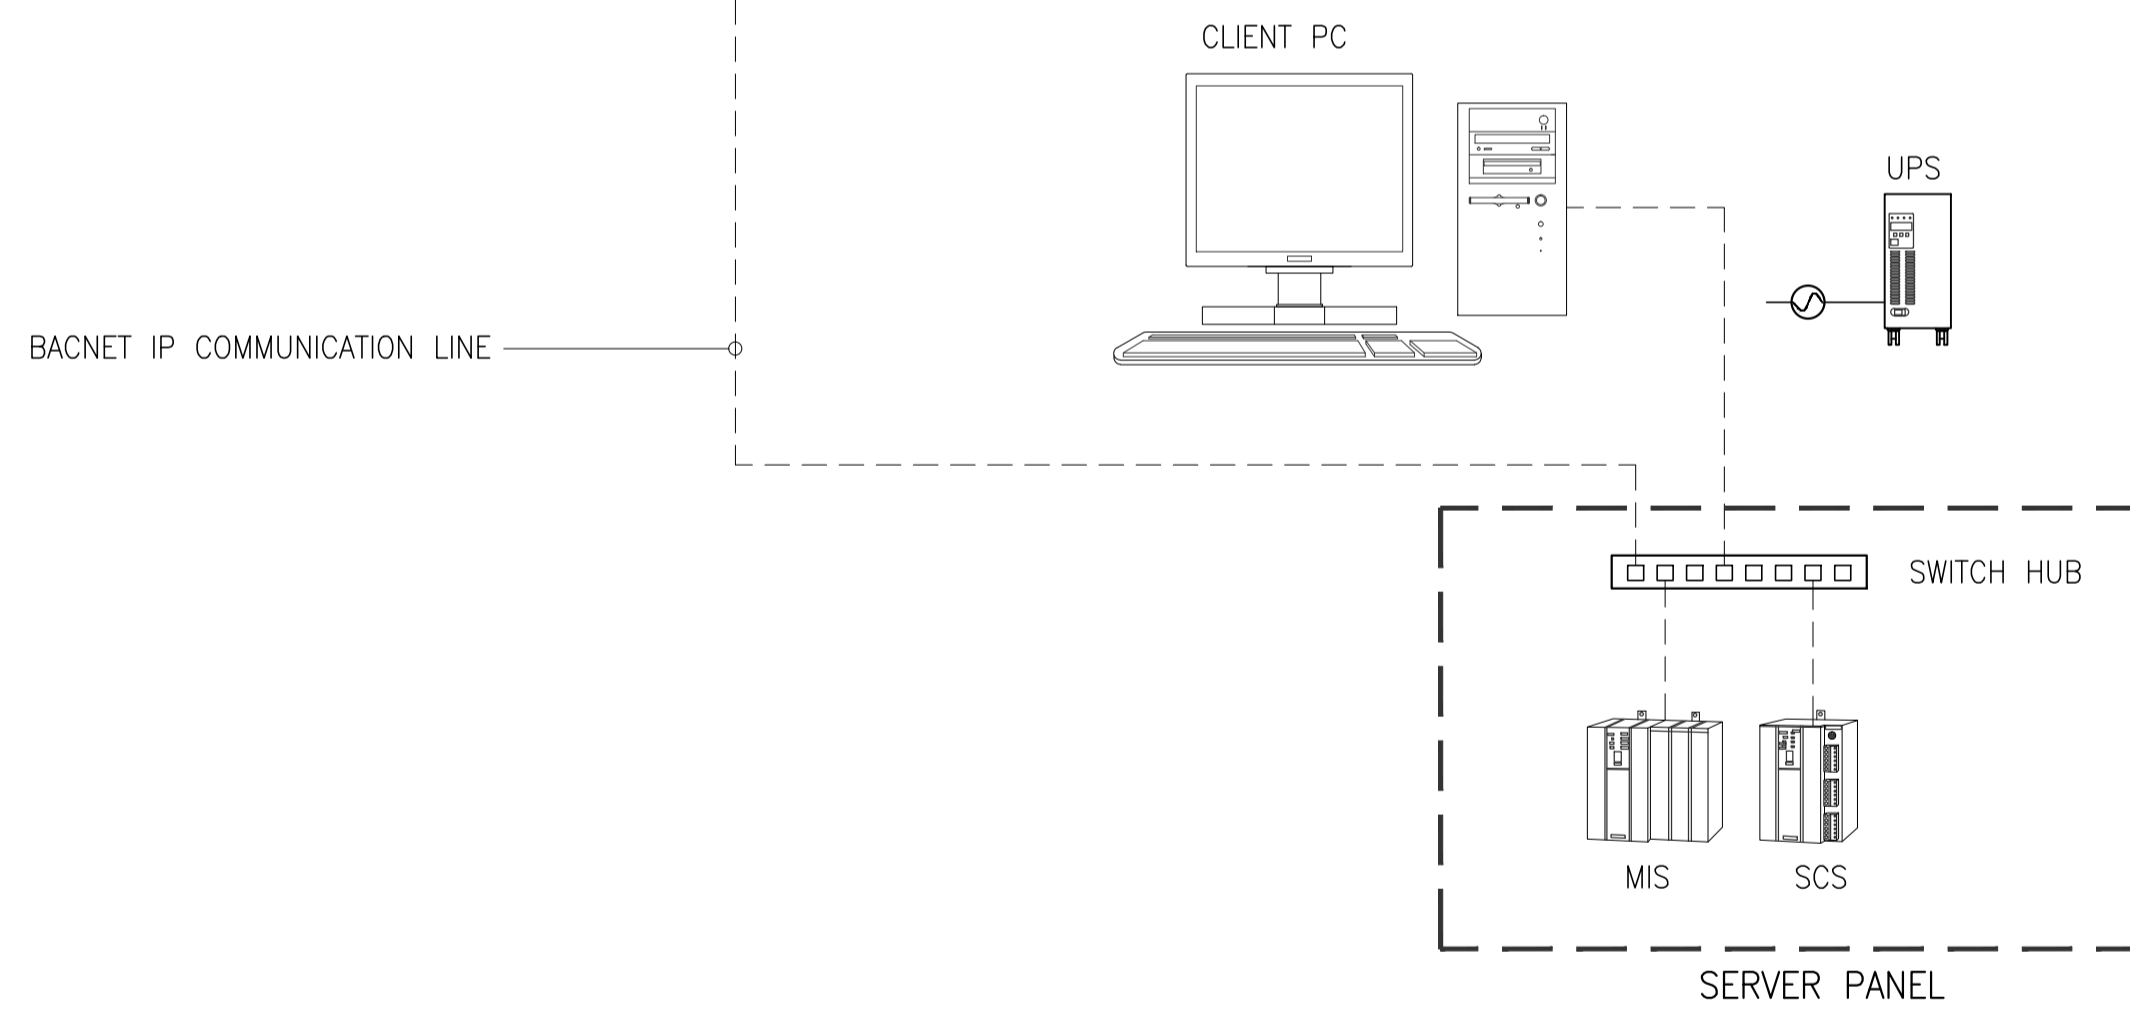 CLIENT PC
UPS
BACNET IP COMMUNICATION LINE
SWITCH HUB
MIS
SCS
SERVER PANEL